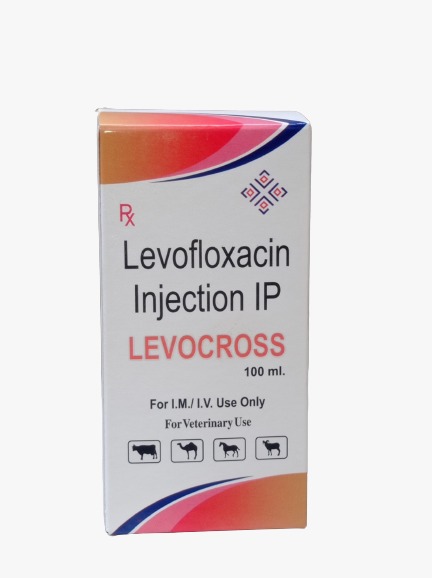 Rx
Levofloxacin
Injection IP
LEVOCROSS
100 ml.
For I.M./ I.V. Use Only
For Veterinary Use